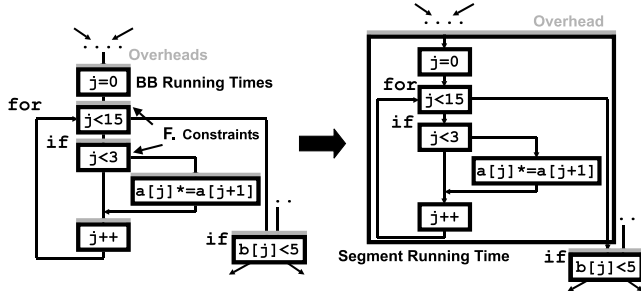 Overheads
j=0
BB Running Times
for
j<15
F. Constraints
if
j<3
a[j]*=a[j+1]
j++
if
b[j]<5
Overhead
j=0
for
j<15
if
j<3
a[j]*=a[j+1]
j++
Segment Running Time
if
b[j]<5